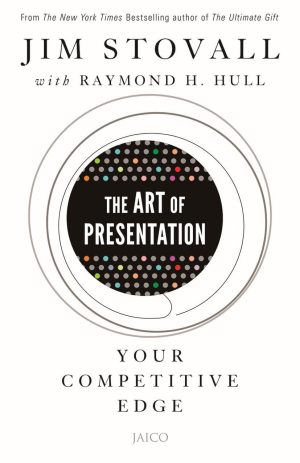 From The New York Times Bestselling author of The Ultimate Gift
JIM STOVALL
with RAYMOND H. HULL
THE ART OF
PRESENTATION
YOUR
COMPETITIVE
EDGE
JAICO